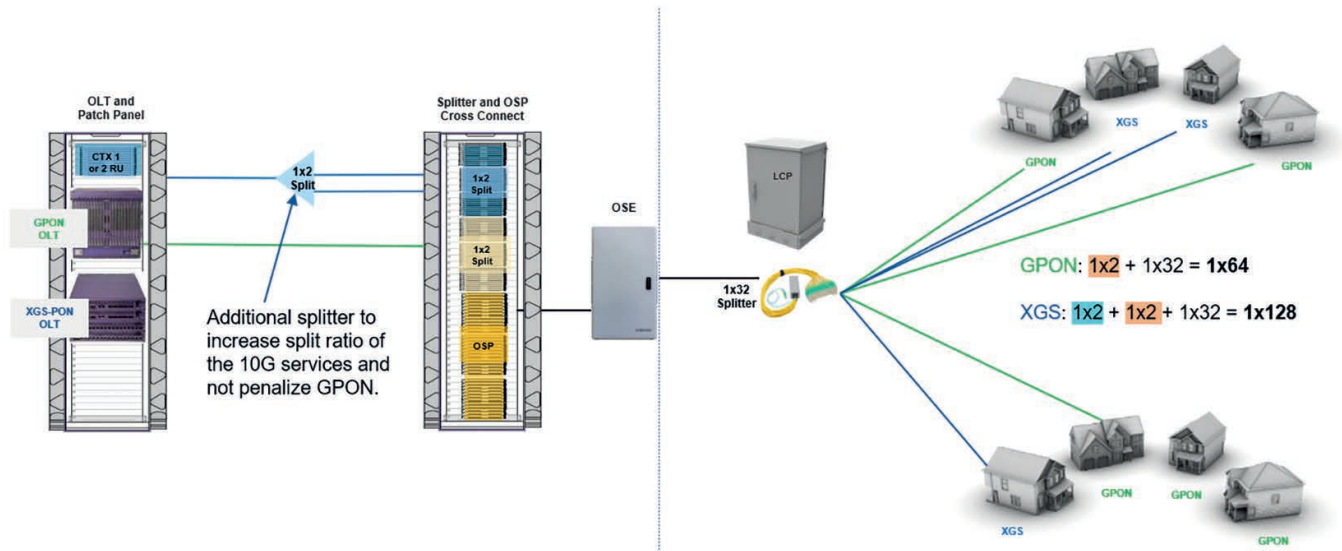 OLT and
Patch Panel
CTX 1
or 2 RU
GPON
OLT
XGS-PON
OLT
1x2
Split
Additional splitter to
increase split ratio of
the 10G services and
not penalize GPON.
Splitter and OSP
Cross Connect
1x2
Split
1x2
Split
OSP
OSE
LCP
1x32
Splitter
XGS
XGS
GPON
GPON
GPON: 1x2 + 1x32 = 1x64
XGS: 1x2 + 1x2 + 1x32 = 1x128
GPON
GPON
XGS
GPON